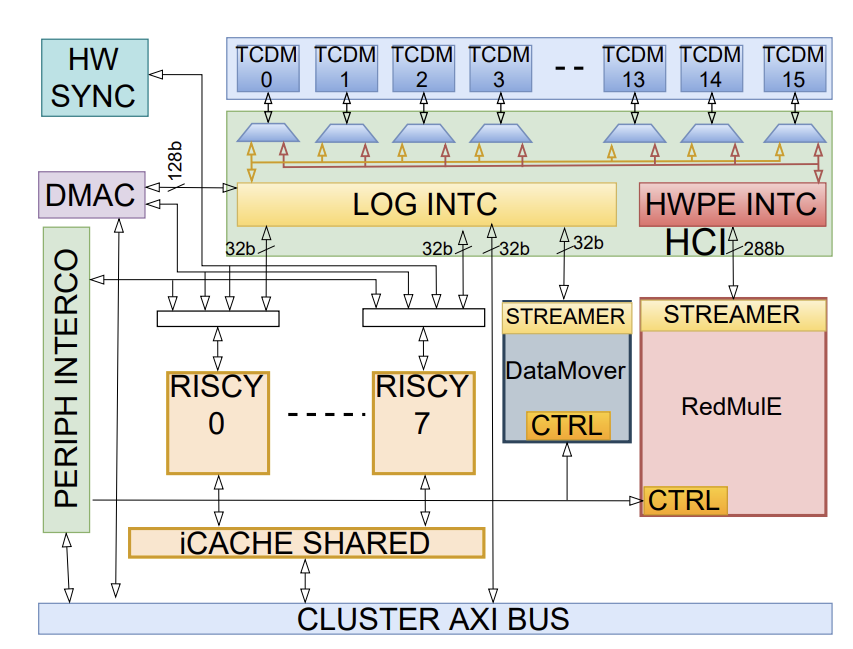 HW
SYNC
TCDM
0
TCDM
1
TCDM
2
TCDM
3
TCDM
13
TCDM
14
TCDM
15
128b
DMAC
LOG INTC
HWPE INTC
HCI
32b
32b
32b
32b
288b
PERIPH INTERCO
STREAMER
DataMover
CTRL
STREAMER
RedMulE
CTRL
RISCY
0
RISCY
7
iCACHE SHARED
CLUSTER AXI BUS